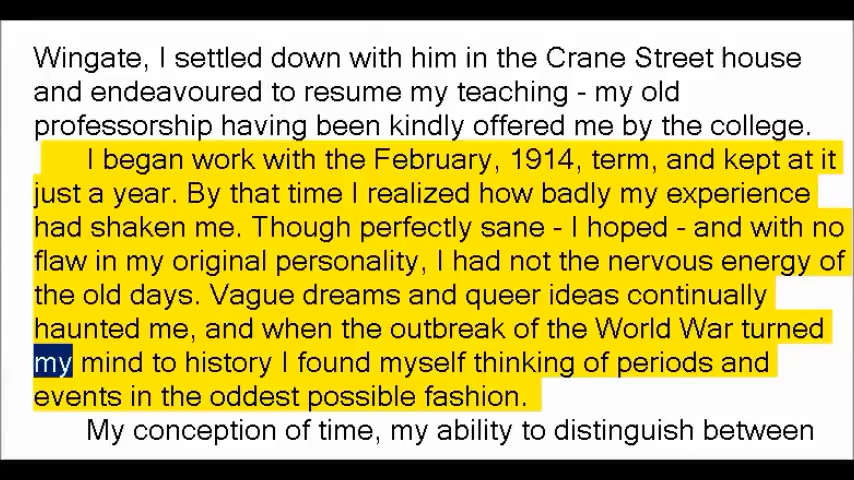 Wingate, I settled down with him in the Crane Street house
and endeavoured to resume my teaching - my old
professorship having been kindly offered me by the college.
I began work with the February, 1914, term, and kept at it
just a year. By that time I realized how badly my experience
had shaken me. Though perfectly sane - I hoped - and with no
flaw in my original personality, I had not the nervous energy of
the old days. Vague dreams and queer ideas continually
haunted me, and when the outbreak of the World War turned
my mind to history I found myself thinking of periods and
events in the oddest possible fashion.
My conception of time, my ability to distinguish between